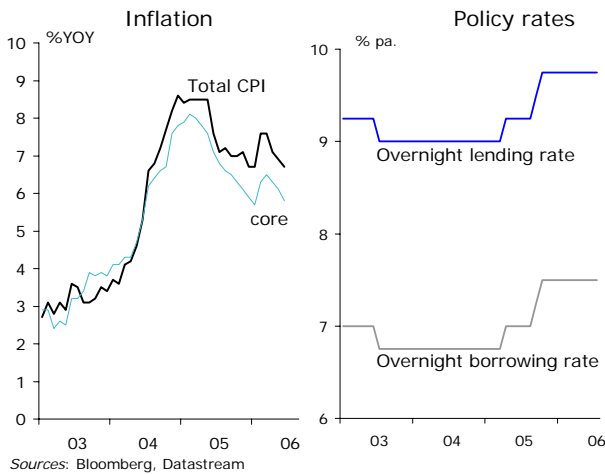 Inflation
%YOY
10
9
8
7
6
5
4
3
2
1
0
Total CPI
core
03 04 05 06
Policy rates
% pa.
10
9
8
7
6
Overnight lending rate
Overnight borrowing rate
03 04 05 06
Sources: Bloomberg, Datastream